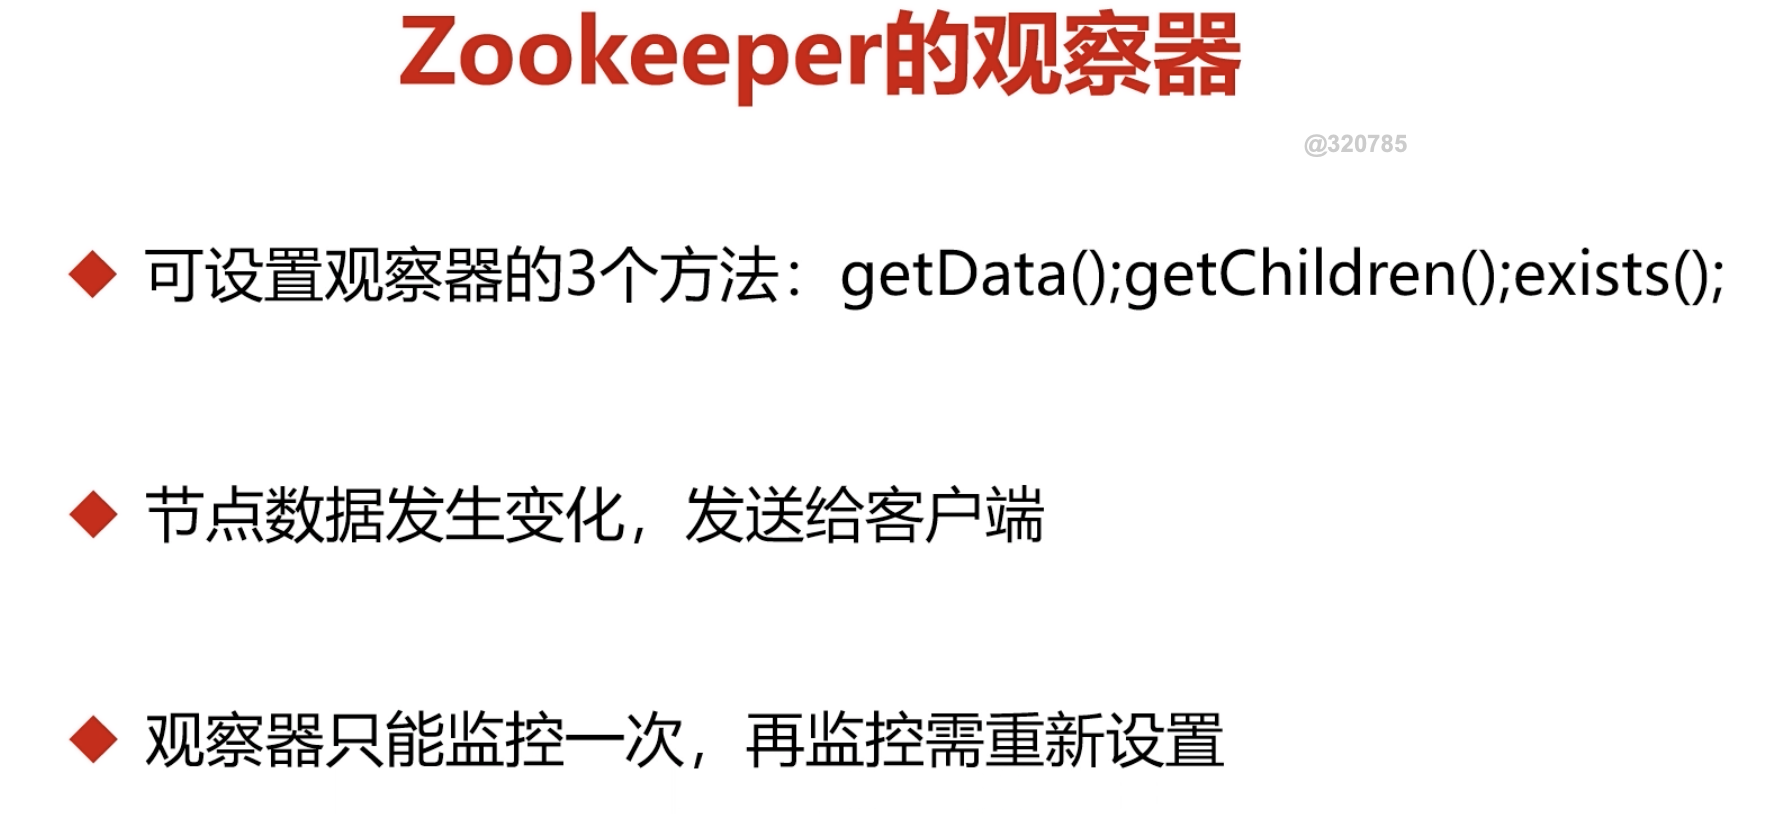 Zookeeper的观察器
@320785
可设置观察器的3个方法：getData();getChildren();exists();
节点数据发生变化，发送给客户端
观察器只能监控一次，再监控需重新设置